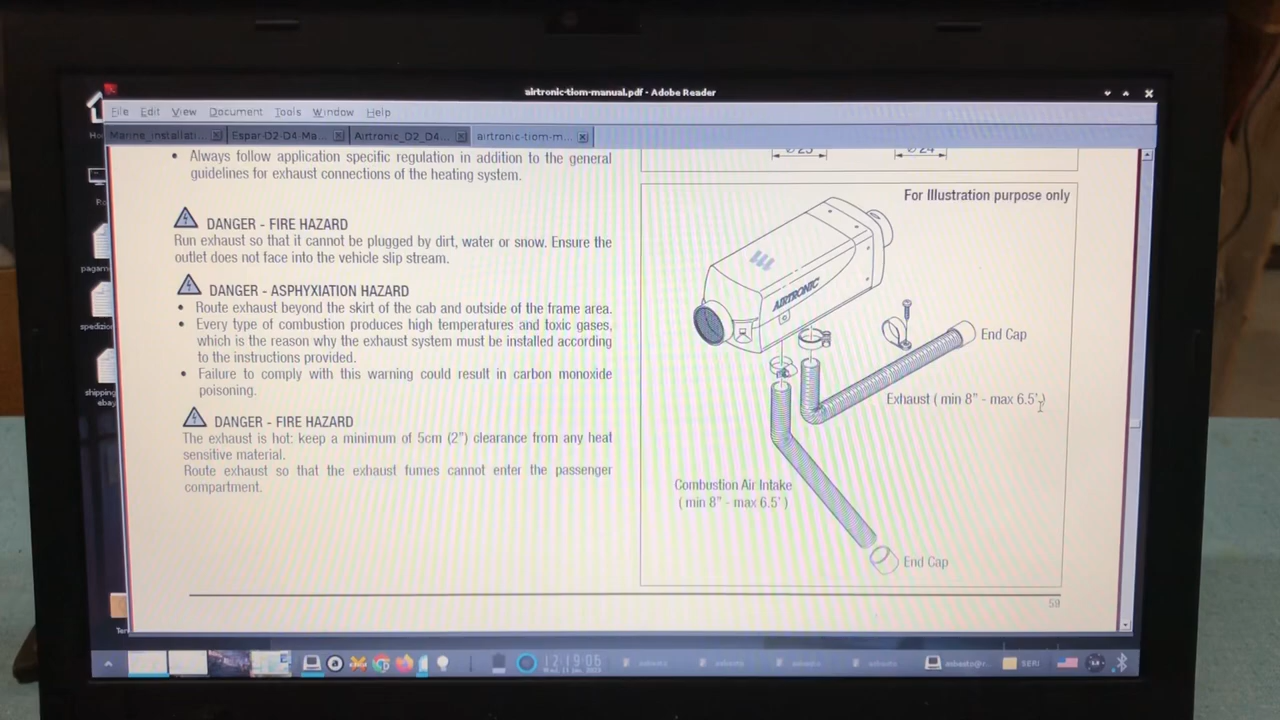 airtronic-tiom-manual.pdf - Adobe Reader
File Edit View Document Tools Window Help
Marine_installati... Espar-D2-D4-Ma... Airtronic_D2_D4... airtronic-tiom-m...
• Always follow application specific regulation in addition to the general
guidelines for exhaust connections of the heating system.
DANGER - FIRE HAZARD
Run exhaust so that it cannot be plugged by dirt, water or snow. Ensure the
outlet does not face into the vehicle slip stream.
DANGER - ASPHYXIATION HAZARD
• Route exhaust beyond the skirt of the cab and outside of the frame area.
• Every type of combustion produces high temperatures and toxic gases,
which is the reason why the exhaust system must be installed according
to the instructions provided.
• Failure to comply with this warning could result in carbon monoxide
poisoning.
DANGER - FIRE HAZARD
The exhaust is hot: keep a minimum of 5cm (2") clearance from any heat
sensitive material.
Route exhaust so that the exhaust fumes cannot enter the passenger
compartment.
For Illustration purpose only
AIRTRONIC
End Cap
Exhaust ( min 8" - max 6.5')
Combustion Air Intake
( min 8" - max 6.5' )
End Cap
59
pagam
spedizion
shipping
ebay
12:19:05
SERI